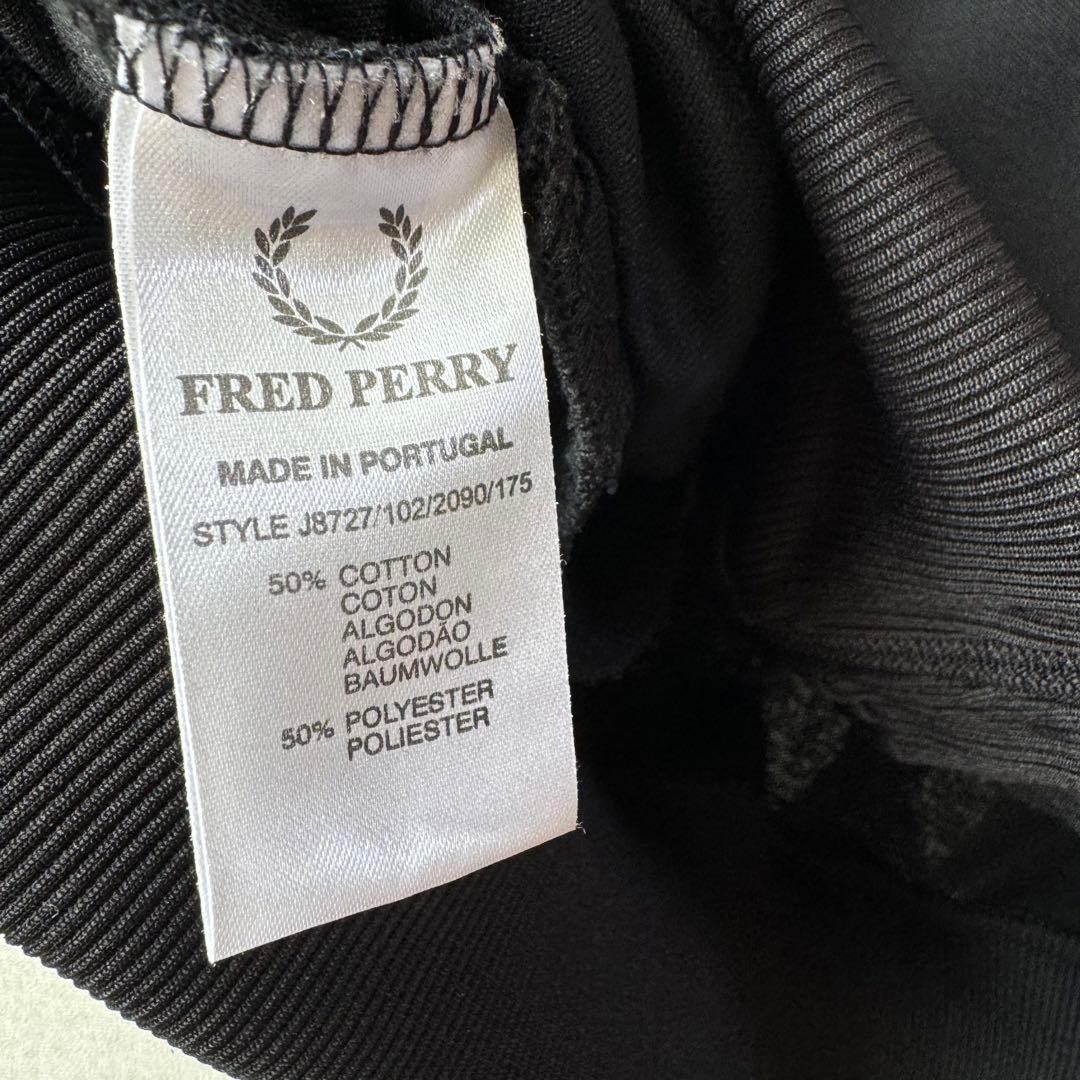 FRED PERRY
MADE IN PORTUGAL
STYLE J8727/102/2090/175
50% COTTON
COTON
ALGODON
ALGODÃO
BAUMWOLLE
50% POLYESTER
POLIESTER